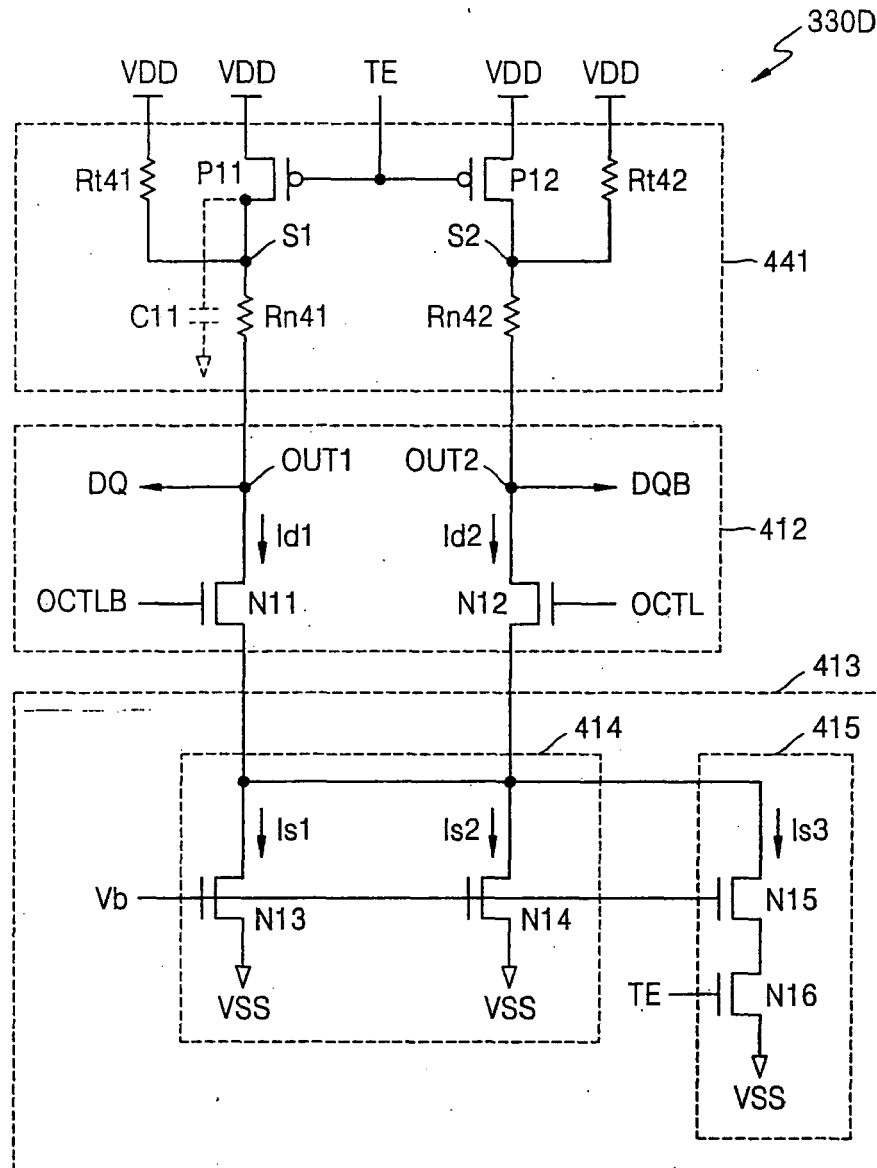 330D
VDD VDD TE VDD VDD
Rt41 P11 P12 Rt42
S1 S2
441
C11 Rn41 Rn42
OUT1 OUT2
DQ DQB
Id1 Id2
412
OCTLB N11 N12 OCTL
413
414 415
Is1 Is2 Is3
Vb N13 N14 N15
VSS VSS TE N16
VSS